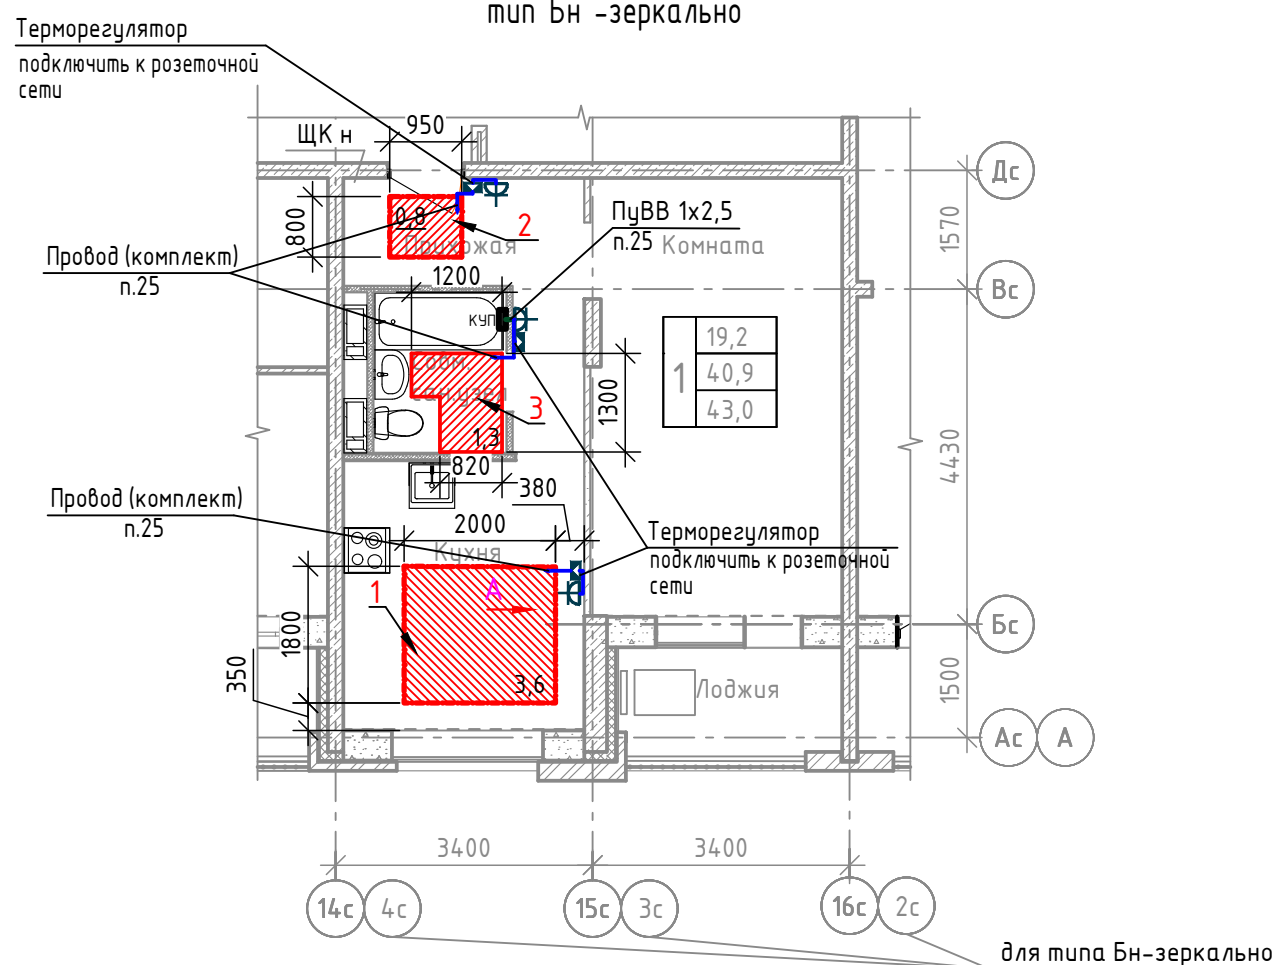 тип Бн -зеркально
Терморегулятор
подключить к розеточной
сети
ЩК н
950
Дс
800
0,8
2
Прихожая
ПуВВ 1х2,5
п.25
Комната
1570
Провод (комплект)
п.25
1200
Вс
КУП
19,2
1
40,9
43,0
совм.
сан.узел
3
1300
1,3
4430
820
380
Провод (комплект)
п.25
2000
Кухня
Терморегулятор
подключить к розеточной
сети
1
А
1800
Бс
350
3,6
Лоджия
1500
Ас
А
3400
3400
14с
4с
15с
3с
16с
2с
для типа Бн-зеркально